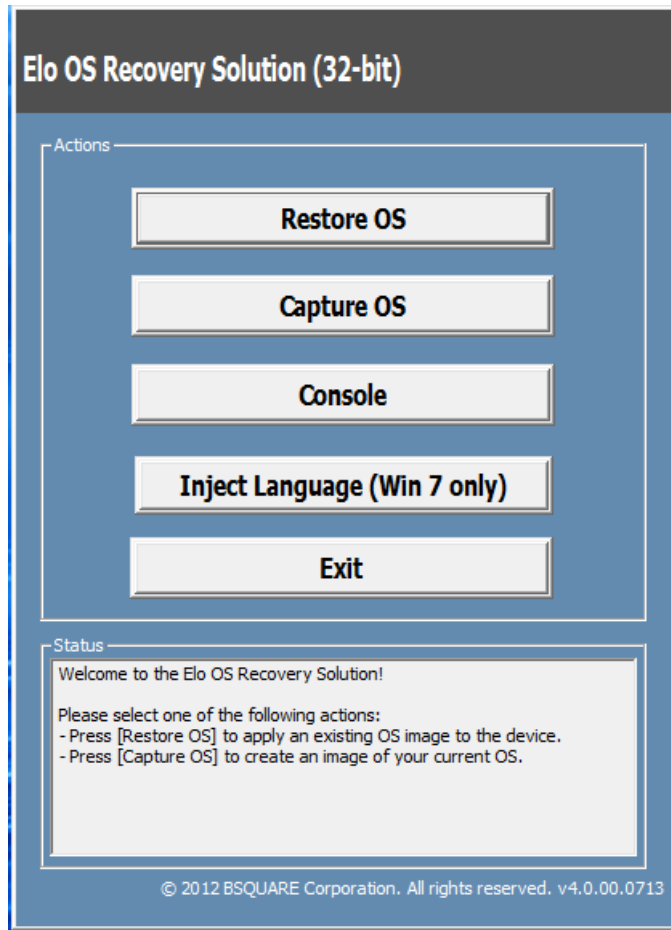 Elo OS Recovery Solution (32-bit)
Actions
Restore OS
Capture OS
Console
Inject Language (Win 7 only)
Exit
Status
Welcome to the Elo OS Recovery Solution!
Please select one of the following actions:
- Press [Restore OS] to apply an existing OS image to the device.
- Press [Capture OS] to create an image of your current OS.
© 2012 BSQUARE Corporation. All rights reserved. v4.0.00.0713